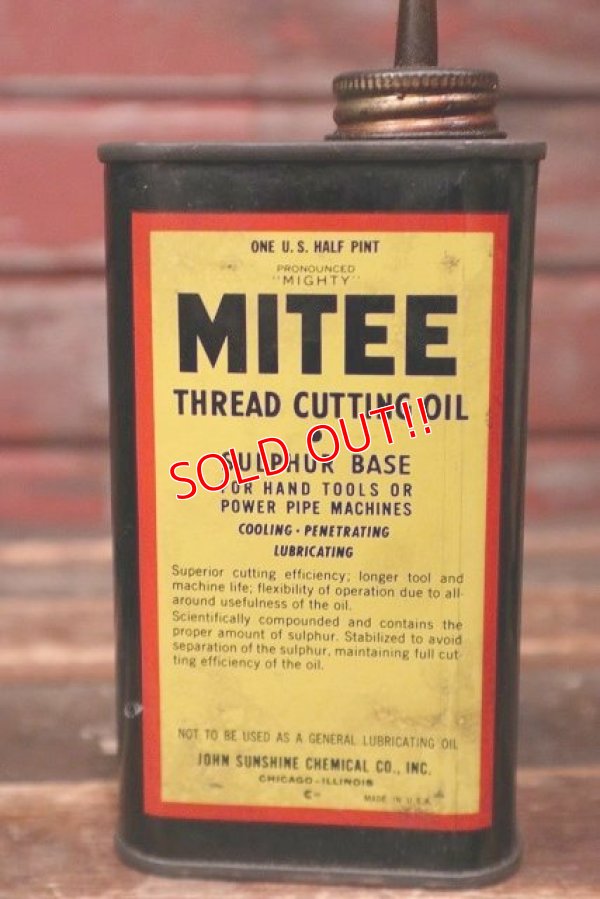 ONE U.S. HALF PINT
PRONOUNCED
"MIGHTY"
MITEE
THREAD CUTTING OIL
SOLD OUT!!
SULPHUR BASE
FOR HAND TOOLS OR
POWER PIPE MACHINES
COOLING - PENETRATING
LUBRICATING
Superior cutting efficiency; longer tool and
machine life; flexibility of operation due to all-
around usefulness of the oil.
Scientifically compounded and contains the
proper amount of sulphur. Stabilized to avoid
separation of the sulphur, maintaining full cut-
ting efficiency of the oil.
NOT TO BE USED AS A GENERAL LUBRICATING OIL
JOHN SUNSHINE CHEMICAL CO., INC.
CHICAGO-ILLINOIS
MADE IN U.S.A.